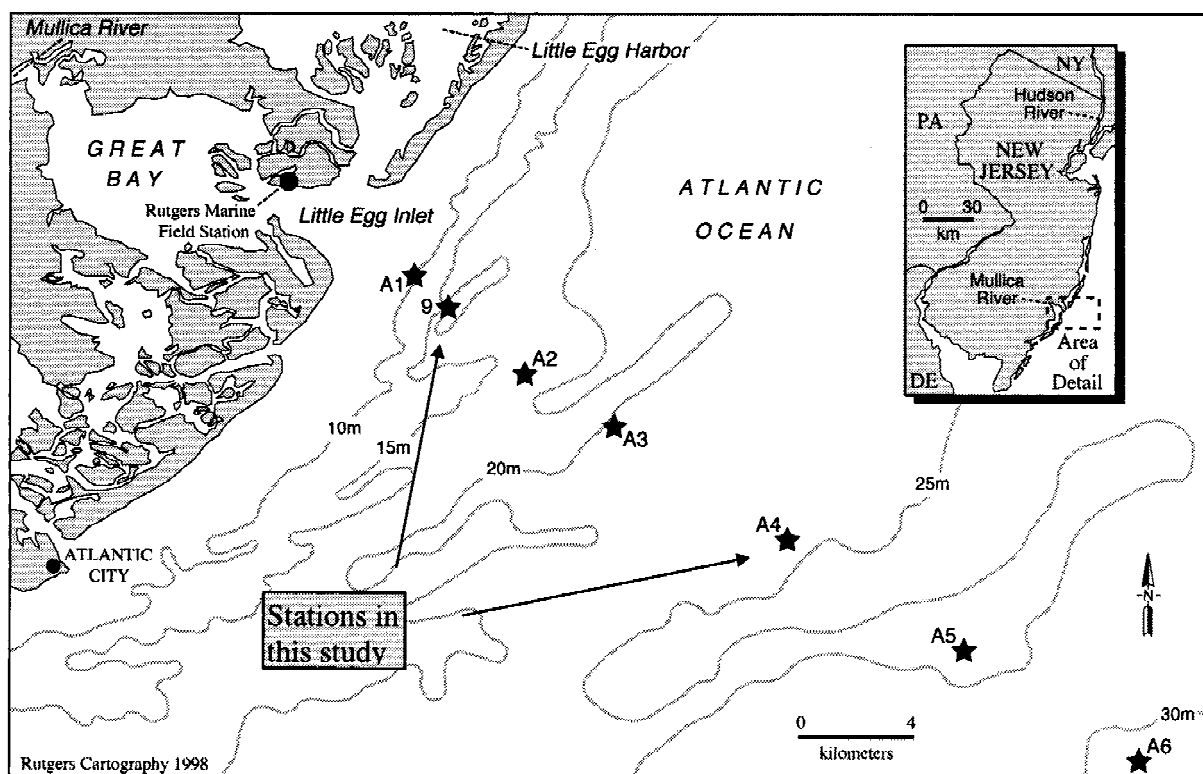 Mullica River
Little Egg Harbor
GREAT
BAY
Rutgers Marine
Field Station
Little Egg Inlet
ATLANTIC
OCEAN
NY
Hudson
River
PA
NEW
JERSEY
0 30
km
Mullica
River
Area
of
Detail
DE
A1
9
A2
A3
10m
15m
20m
25m
A4
ATLANTIC
CITY
Stations in
this study
N
A5
0 4
kilometers
30m
A6
Rutgers Cartography 1998